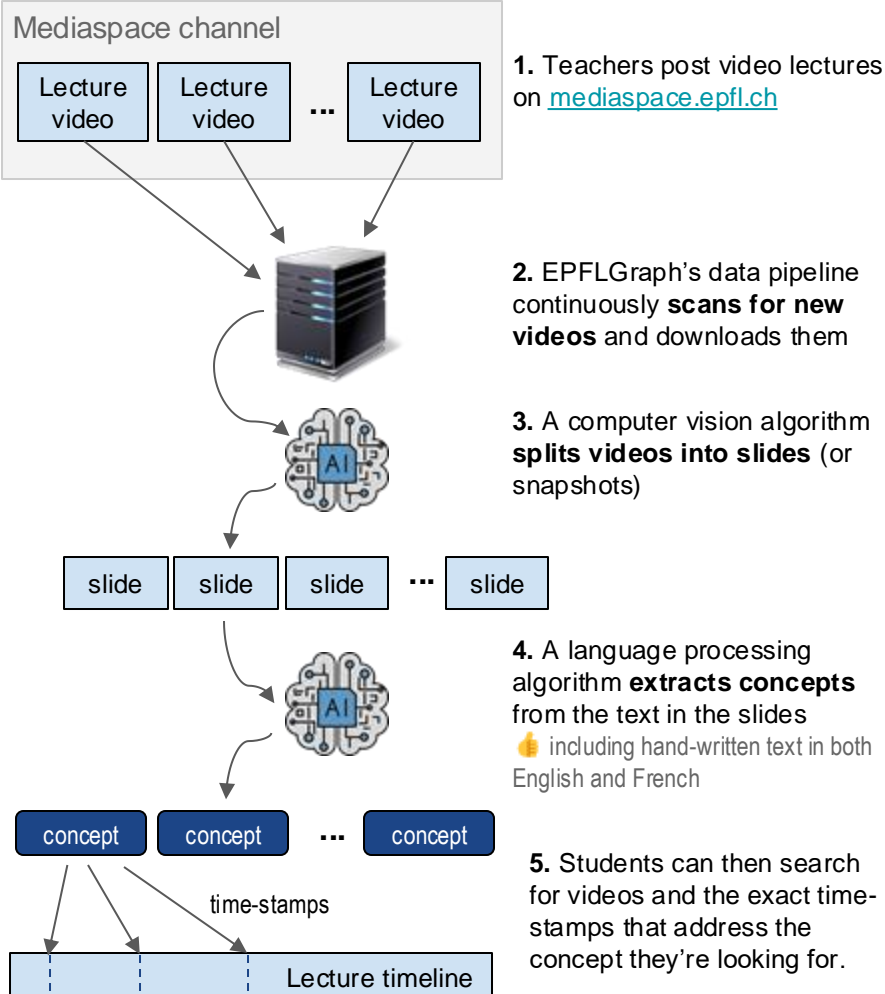 Mediaspace channel
Lecture video
Lecture video
...
Lecture video
1. Teachers post video lectures
on mediaspace.epfl.ch
2. EPFLGraph’s data pipeline
continuously scans for new
videos and downloads them
3. A computer vision algorithm
splits videos into slides (or
snapshots)
AI
slide
slide
slide
...
slide
4. A language processing
algorithm extracts concepts
from the text in the slides
👍 including hand-written text in both
English and French
AI
concept
concept
...
concept
5. Students can then search
for videos and the exact time-
stamps that address the
concept they’re looking for.
time-stamps
Lecture timeline